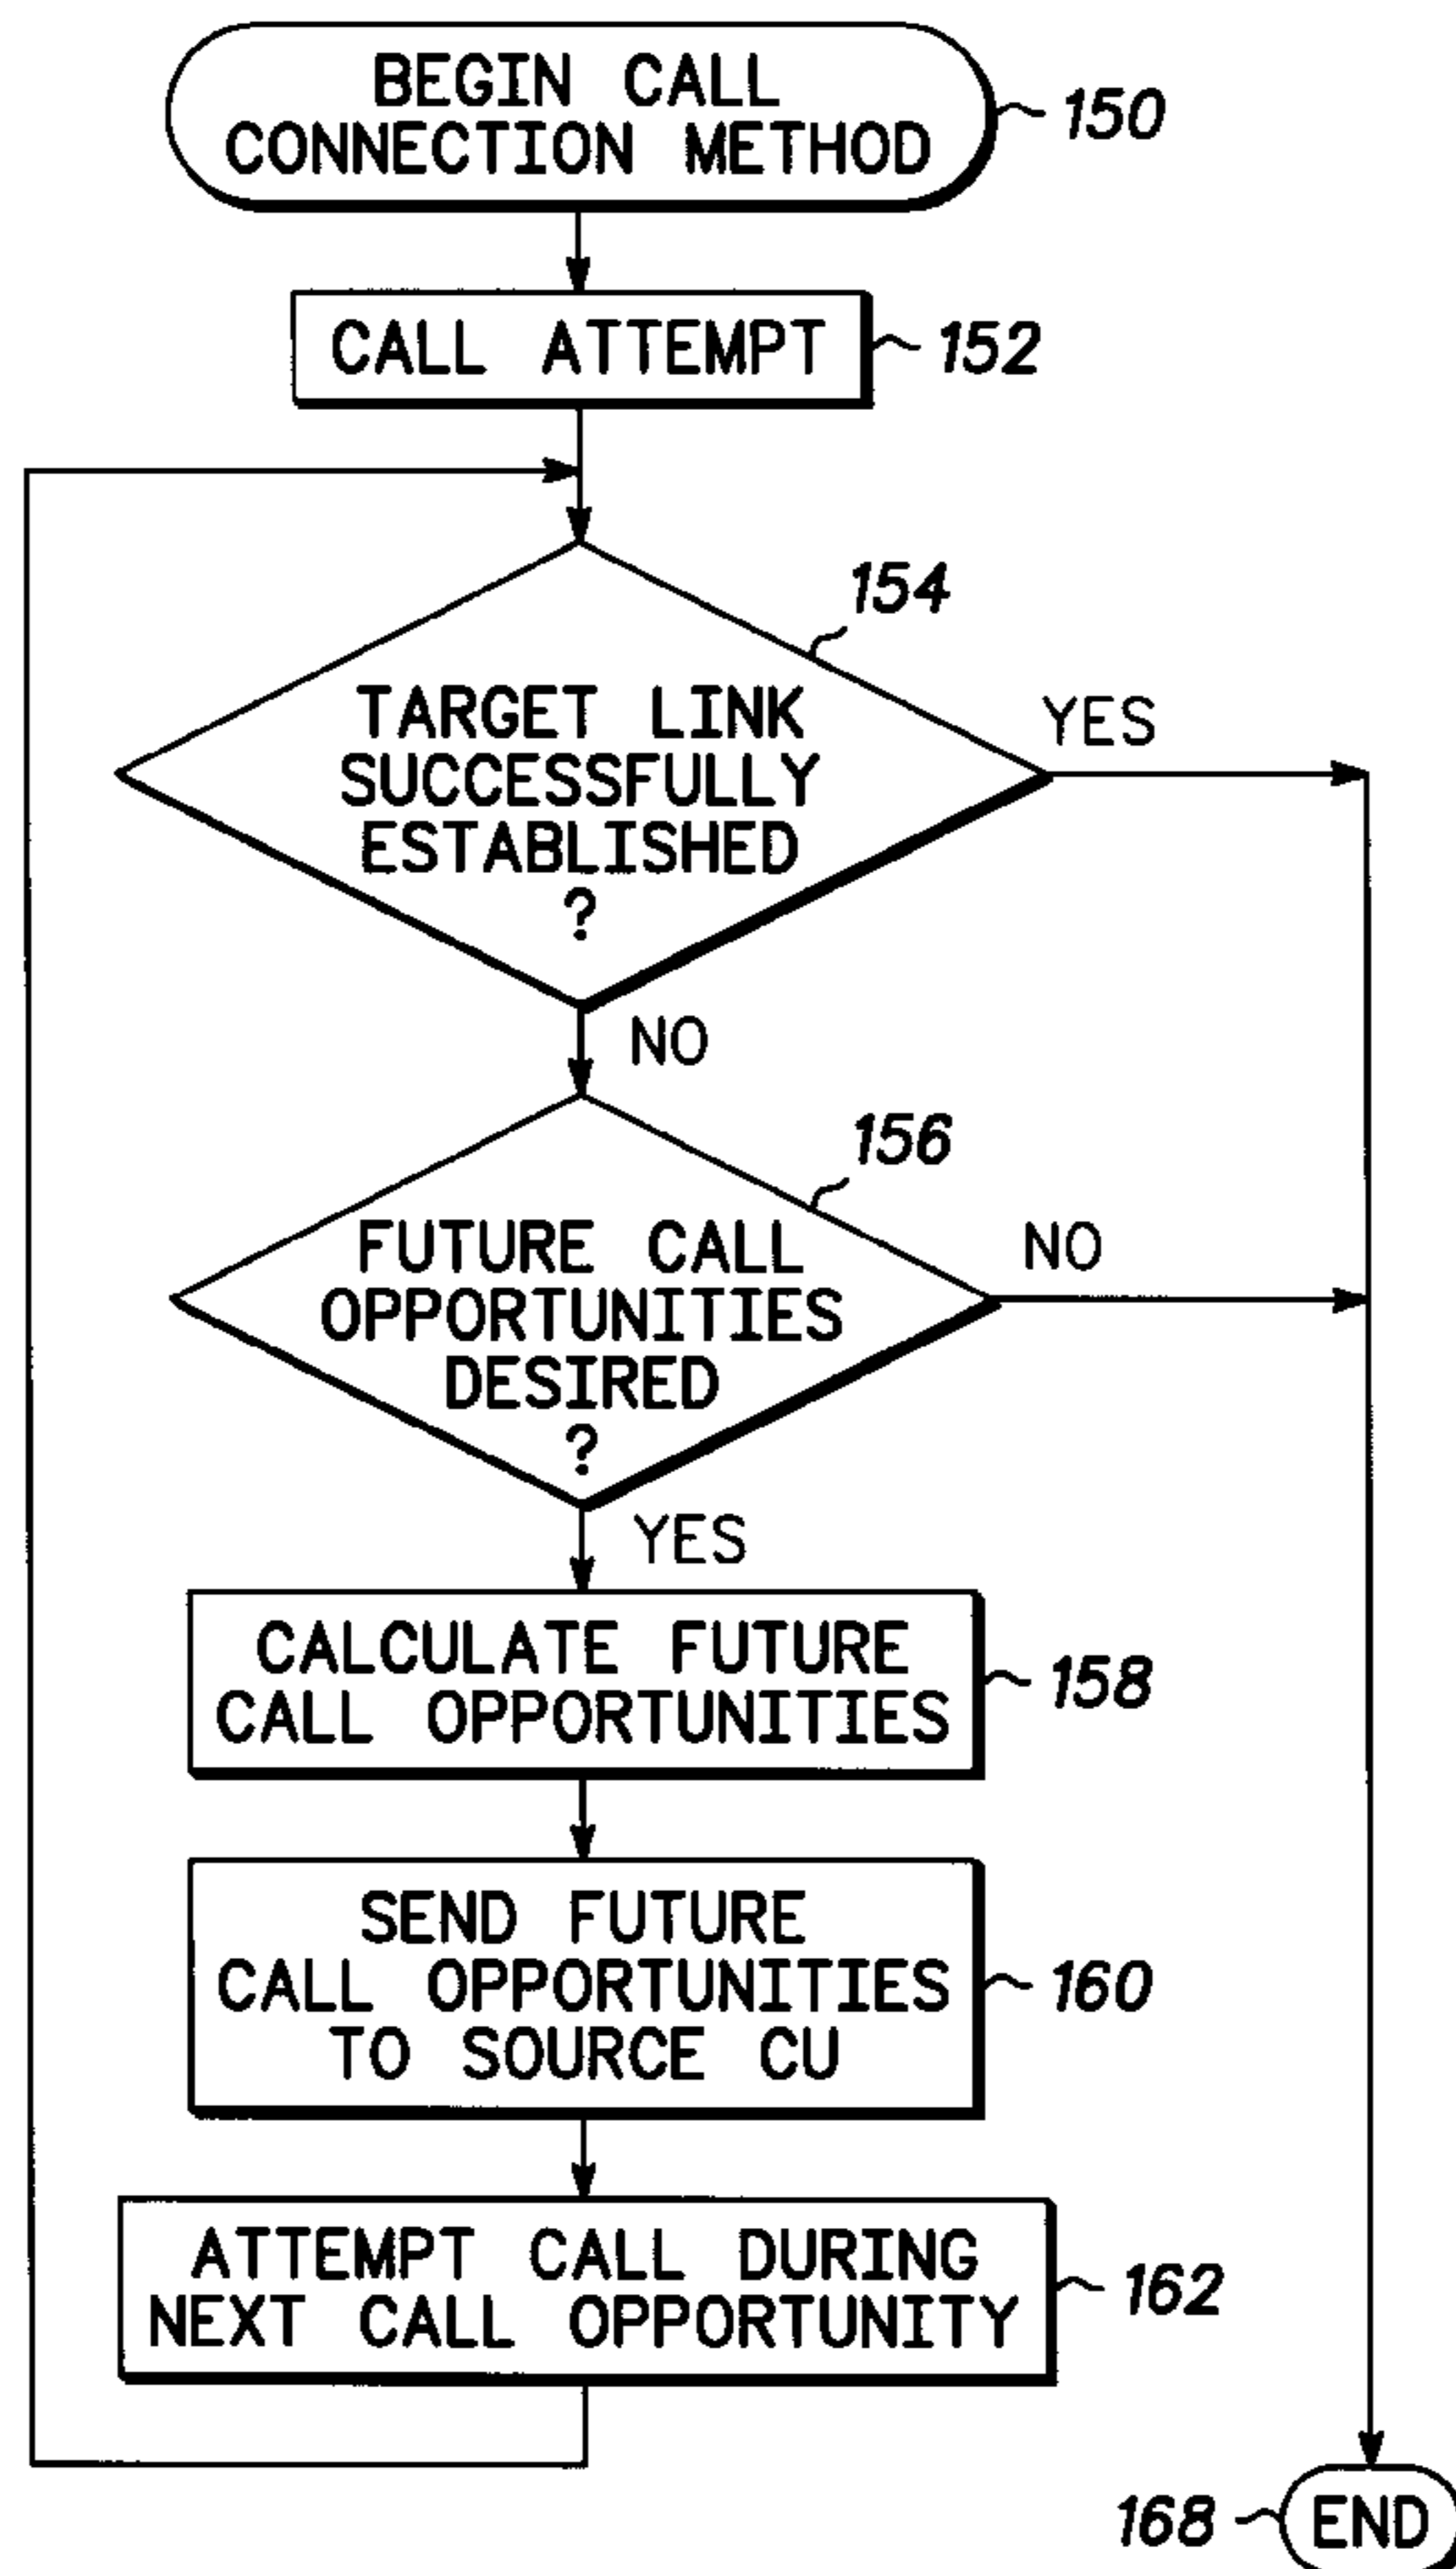 BEGIN CALL
CONNECTION METHOD
150
CALL ATTEMPT
152
154
TARGET LINK
SUCCESSFULLY
ESTABLISHED
?
YES
NO
156
FUTURE CALL
OPPORTUNITIES
DESIRED
?
NO
YES
CALCULATE FUTURE
CALL OPPORTUNITIES
158
SEND FUTURE
CALL OPPORTUNITIES
TO SOURCE CU
160
ATTEMPT CALL DURING
NEXT CALL OPPORTUNITY
162
168
END